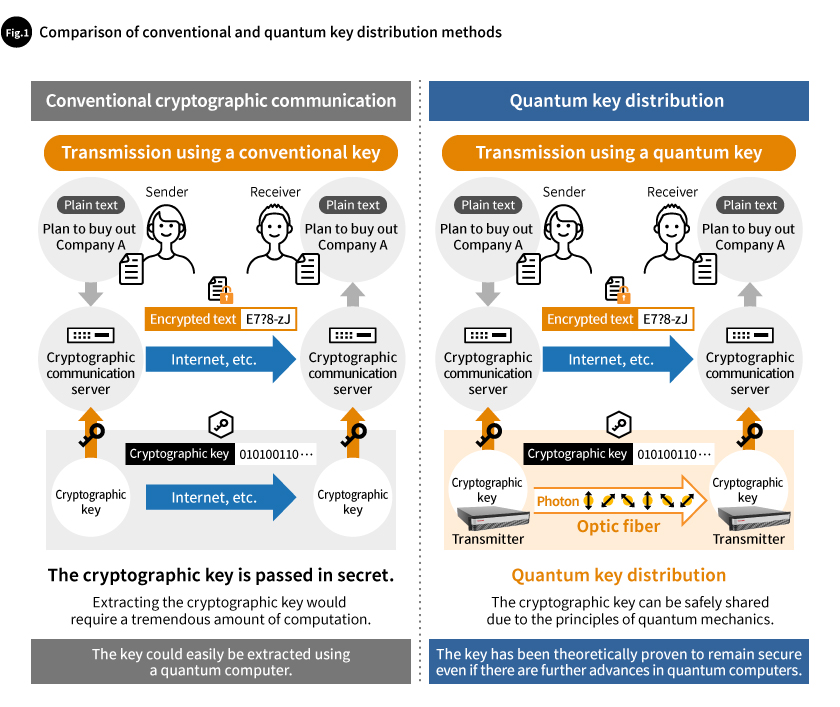 Fig.1 Comparison of conventional and quantum key distribution methods
Conventional cryptographic communication
Transmission using a conventional key
Sender
Receiver
Plain text
Plan to buy out
Company A
Plain text
Plan to buy out
Company A
Encrypted text E7?8-zJ
Internet, etc.
Cryptographic
communication
server
Cryptographic
communication
server
Cryptographic key 010100110···
Cryptographic
key
Internet, etc.
Cryptographic
key
The cryptographic key is passed in secret.
Extracting the cryptographic key would
require a tremendous amount of computation.
The key could easily be extracted using
a quantum computer.
Quantum key distribution
Transmission using a quantum key
Sender
Receiver
Plain text
Plan to buy out
Company A
Plain text
Plan to buy out
Company A
Encrypted text E7?8-zJ
Internet, etc.
Cryptographic
communication
server
Cryptographic
communication
server
Cryptographic key 010100110···
Cryptographic
key
Transmitter
Photon
Optic fiber
Cryptographic
key
Transmitter
Quantum key distribution
The cryptographic key can be safely shared
due to the principles of quantum mechanics.
The key has been theoretically proven to remain secure
even if there are further advances in quantum computers.